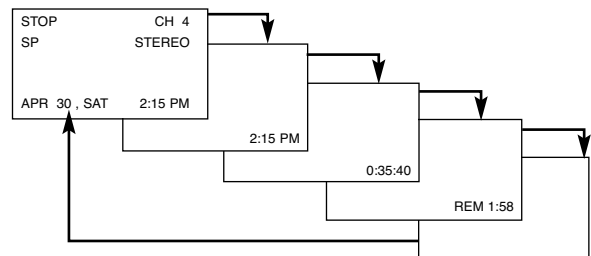 STOP CH 4
SP STEREO
APR 30 , SAT 2:15 PM
2:15 PM
0:35:40
REM 1:58